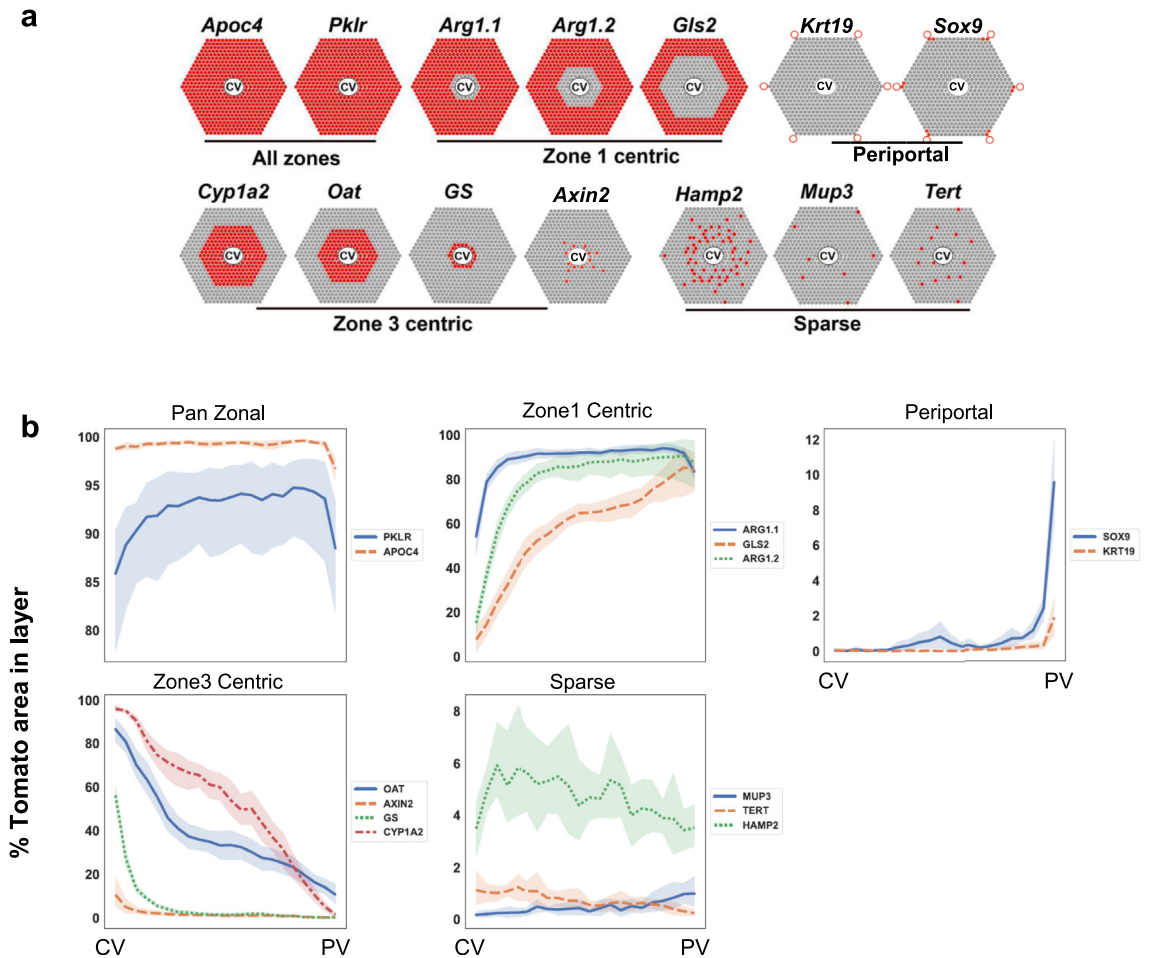 a
Apoc4 Pklr Arg1.1 Arg1.2 Gls2 Krt19 Sox9
CV CV CV CV CV CV CV
All zones Zone 1 centric Periportal
Cyp1a2 Oat GS Axin2 Hamp2 Mup3 Tert
CV CV CV CV CV CV CV
Zone 3 centric Sparse
b
% Tomato area in layer
Pan Zonal
100
95
90
85
80
PKLR
APOC4
Zone1 Centric
100
80
60
40
20
0
ARG1.1
GLS2
ARG1.2
Periportal
12
10
8
6
4
2
0
SOX9
KRT19
CV PV
Zone3 Centric
100
80
60
40
20
0
OAT
AXIN2
GS
CYP1A2
CV PV
Sparse
8
6
4
2
0
MUP3
TERT
HAMP2
CV PV